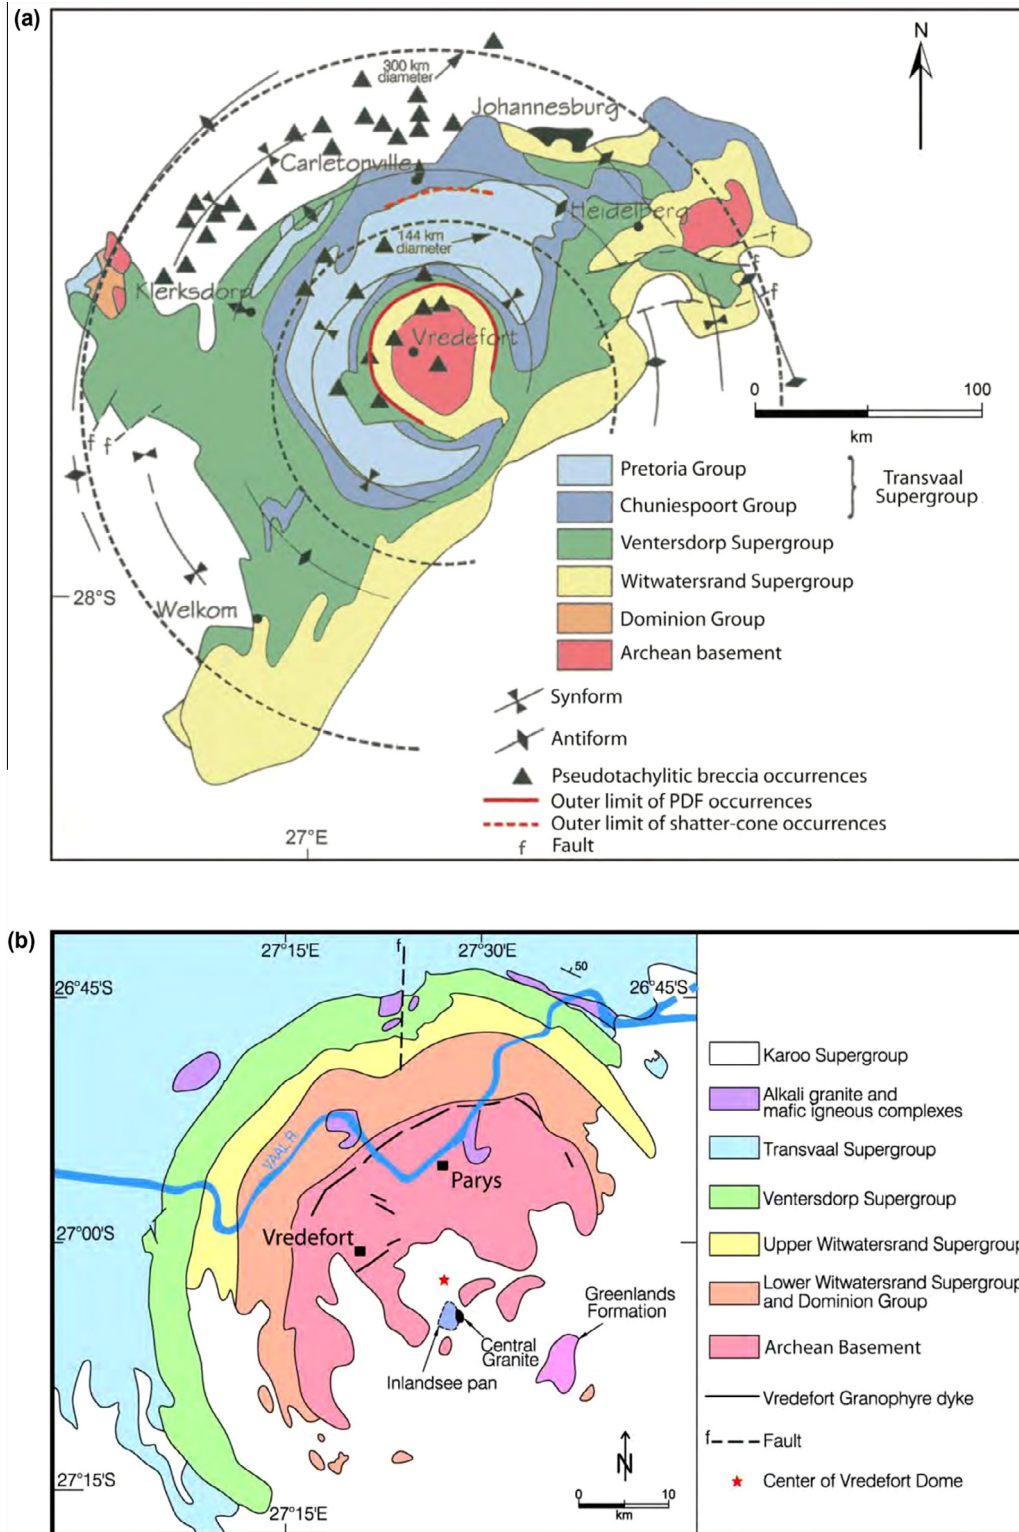 (a)
N
300 km
diameter
Johannesburg
Carletonville
Heidelberg
144 km
diameter
f
f
f
Klerksdorp
Vredefort
0
100
km
f
f
Pretoria Group
Chuniespoort Group
Transvaal
Supergroup
Ventersdorp Supergroup
Witwatersrand Supergroup
Dominion Group
Archean basement
28°S
Welkom
Synform
Antiform
Pseudotachylitic breccia occurrences
Outer limit of PDF occurrences
Outer limit of shatter-cone occurrences
f Fault
27°E
(b)
27°15'E
f
27°30'E
50
26°45'S
26°45'S
VAAL R.
Parys
27°00'S
Vredefort
Greenlands
Formation
Central
Granite
Inlandsee pan
N
27°15'S
27°15'E
0
10
km
Karoo Supergroup
Alkali granite and
mafic igneous complexes
Transvaal Supergroup
Ventersdorp Supergroup
Upper Witwatersrand Supergroup
Lower Witwatersrand Supergroup
and Dominion Group
Archean Basement
Vredefort Granophyre dyke
f Fault
Center of Vredefort Dome